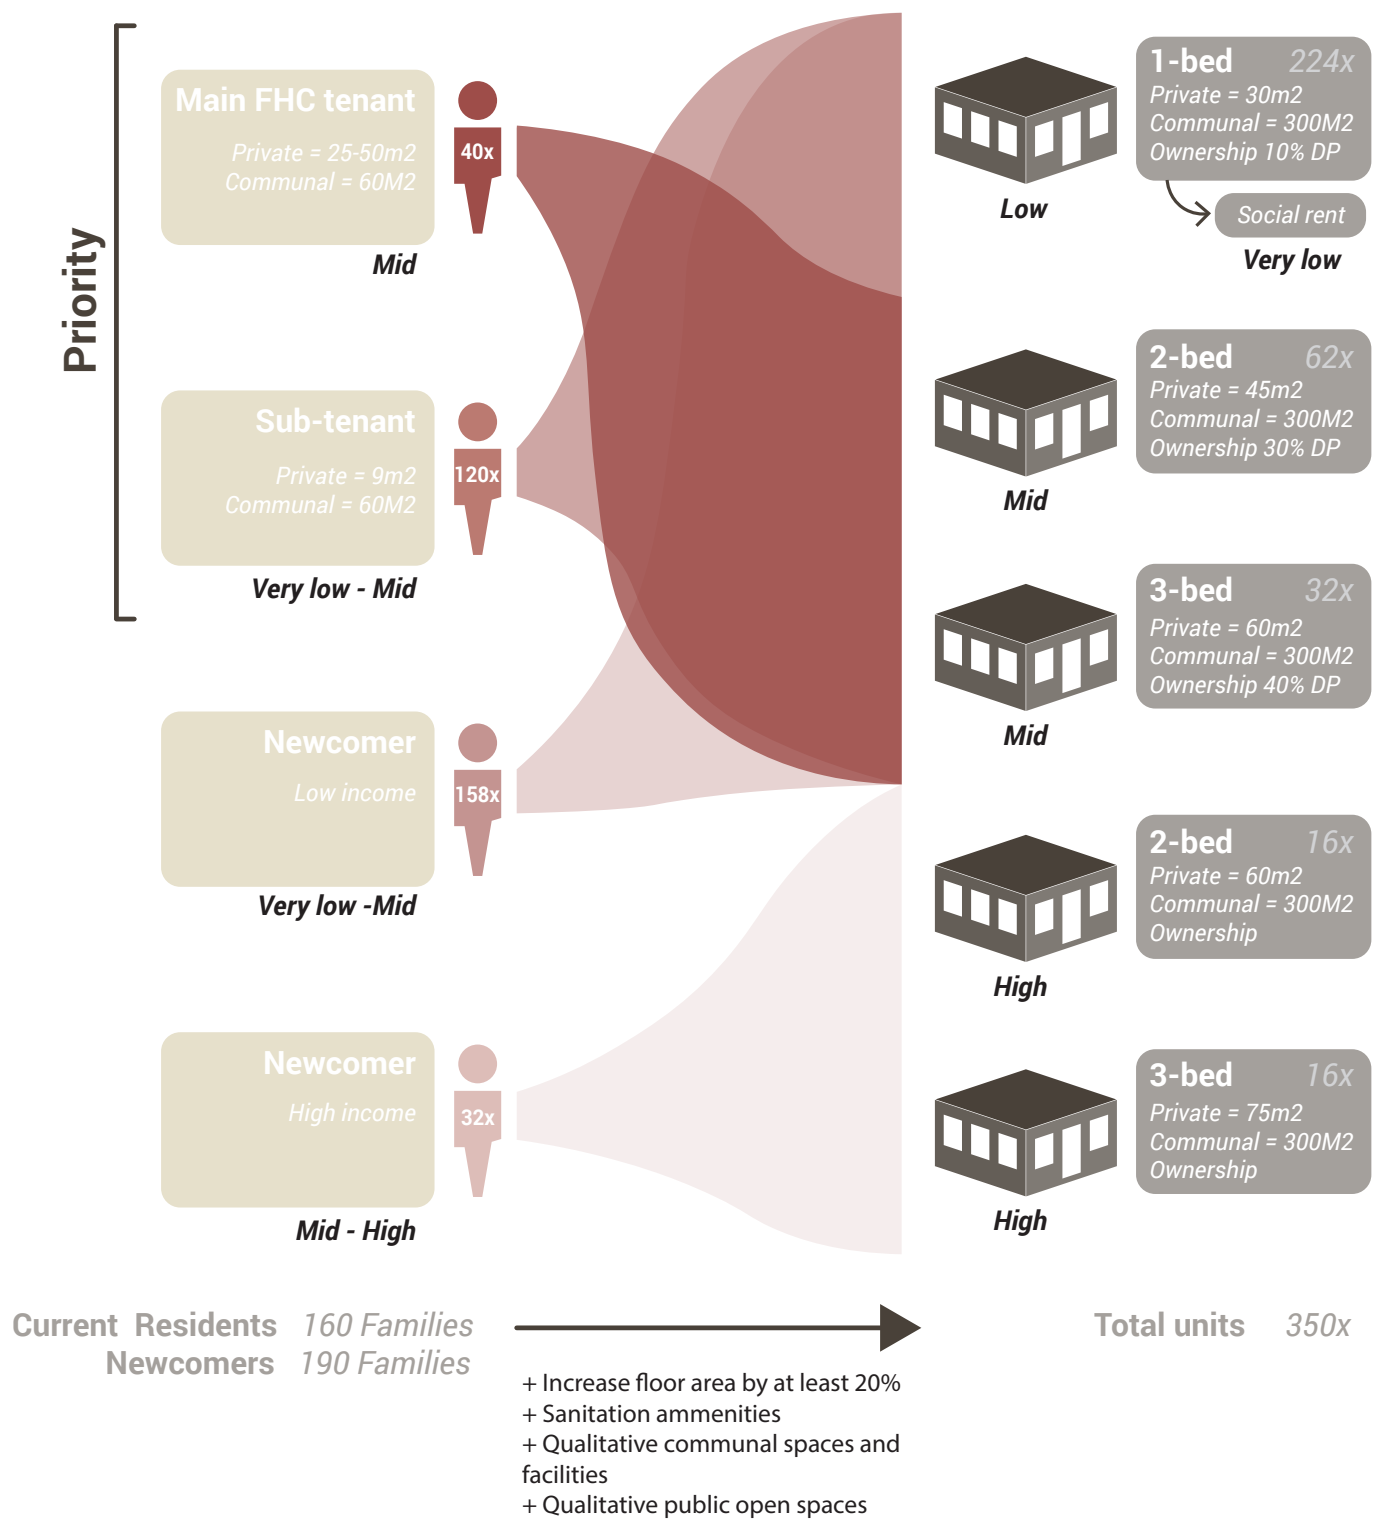 Priority
Main FHC tenant
Private = 25-50m2
Communal = 60M2
40x
Mid
Sub-tenant
Private = 9m2
Communal = 60M2
120x
Very low - Mid
Newcomer
Low income
158x
Very low -Mid
Newcomer
High income
32x
Mid - High
1-bed 224x
Private = 30m2
Communal = 300M2
Ownership 10% DP
Low
Social rent
Very low
2-bed 62x
Private = 45m2
Communal = 300M2
Ownership 30% DP
Mid
3-bed 32x
Private = 60m2
Communal = 300M2
Ownership 40% DP
Mid
2-bed 16x
Private = 60m2
Communal = 300M2
Ownership
High
3-bed 16x
Private = 75m2
Communal = 300M2
Ownership
High
Current Residents 160 Families
Newcomers 190 Families
Total units 350x
+ Increase floor area by at least 20%
+ Sanitation ammenities
+ Qualitative communal spaces and
facilities
+ Qualitative public open spaces